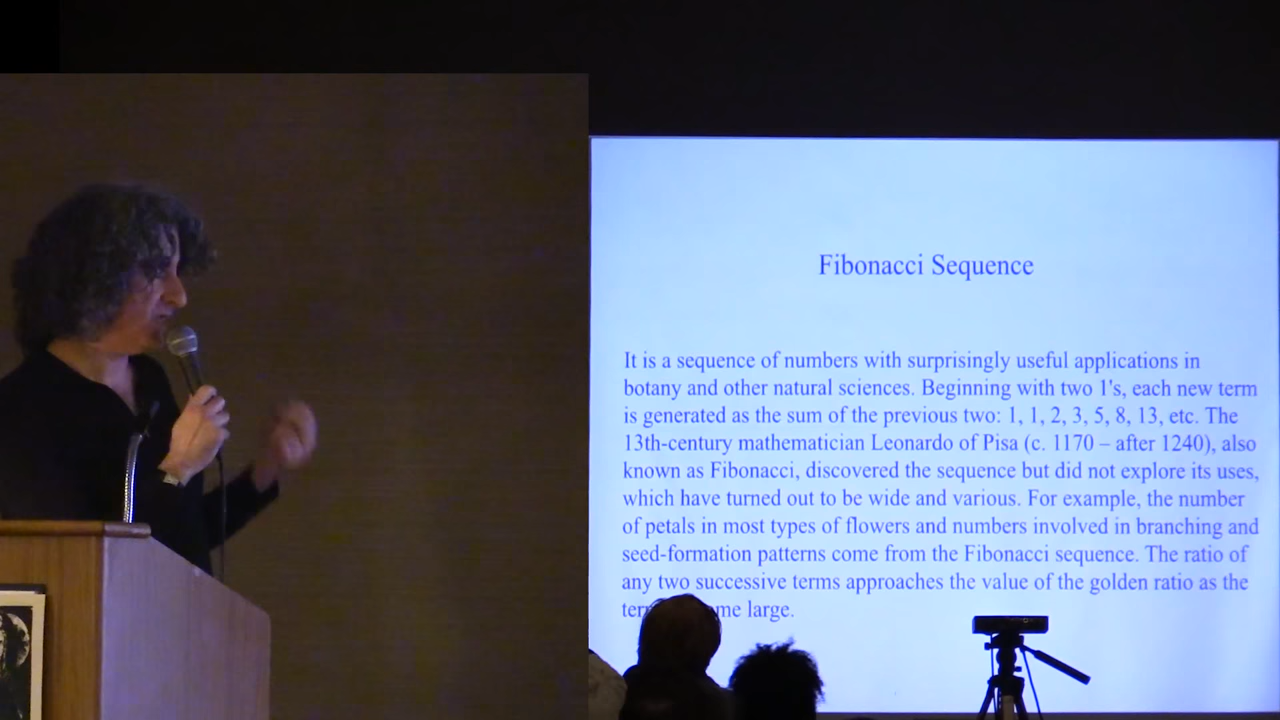 Fibonacci Sequence
It is a sequence of numbers with surprisingly useful applications in
botany and other natural sciences. Beginning with two 1's, each new term
is generated as the sum of the previous two: 1, 1, 2, 3, 5, 8, 13, etc. The
13th-century mathematician Leonardo of Pisa (c. 1170 – after 1240), also
known as Fibonacci, discovered the sequence but did not explore its uses,
which have turned out to be wide and various. For example, the number
of petals in most types of flowers and numbers involved in branching and
seed-formation patterns come from the Fibonacci sequence. The ratio of
any two successive terms approaches the value of the golden ratio as the
large.